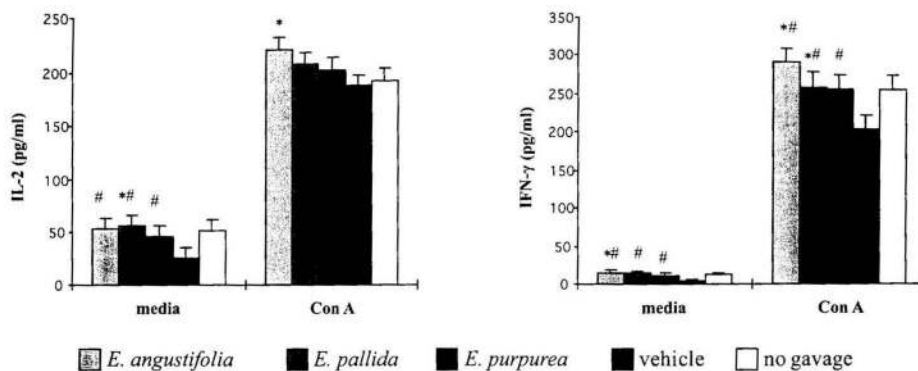 250
*
200
150
100
# *# #
50
0
IL-2 (pg/ml)
media Con A
350
300
*#
*# #
250
200
150
100
50
*# # #
0
IFN-γ (pg/ml)
media Con A
E. angustifolia E. pallida E. purpurea vehicle no gavage